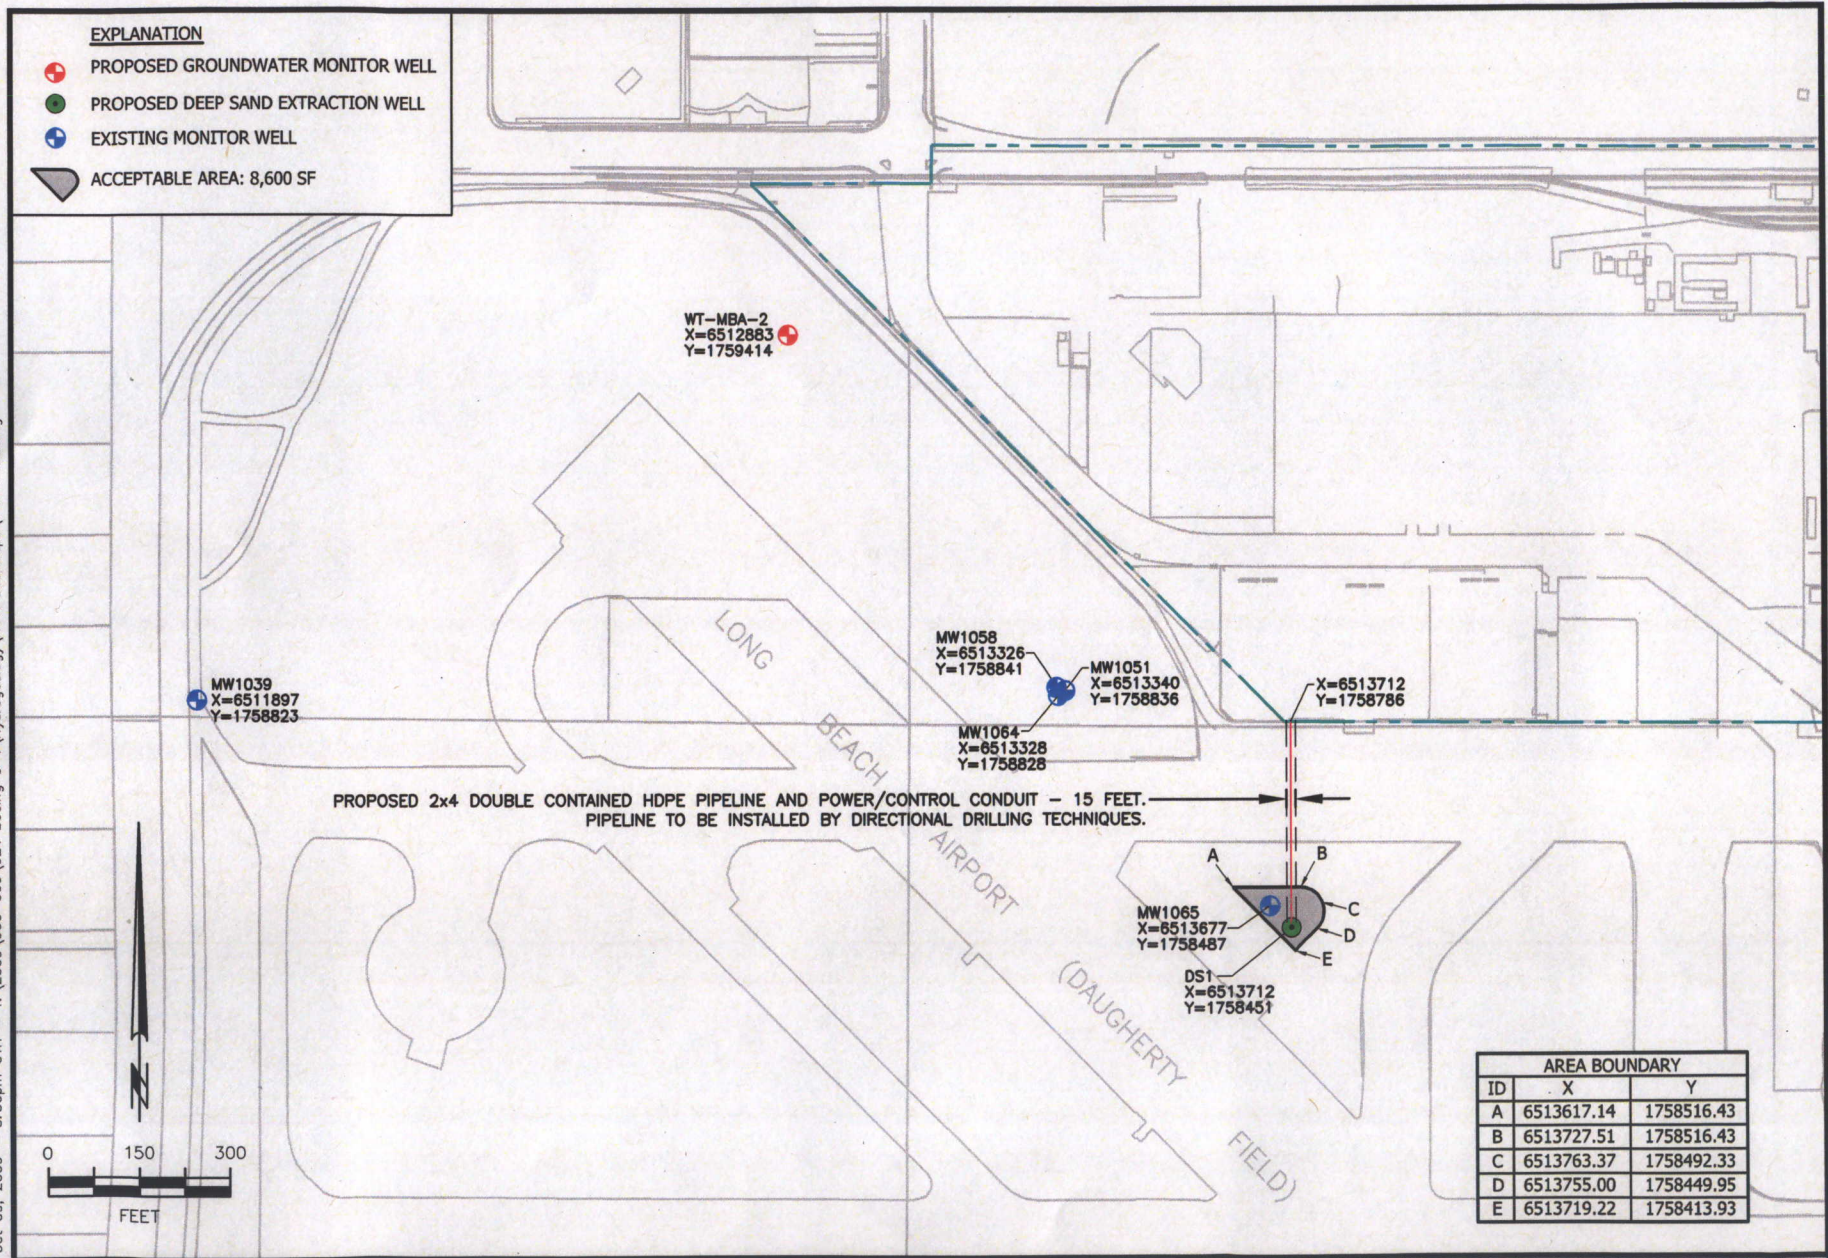 EXPLANATION
PROPOSED GROUNDWATER MONITOR WELL
PROPOSED DEEP SAND EXTRACTION WELL
EXISTING MONITOR WELL
ACCEPTABLE AREA: 8,600 SF
WT-MBA-2
X=6512883
Y=1759414
MW1039
X=6511897
Y=1758823
LONG
BEACH
AIRPORT
(DAUGHERTY
FIELD)
MW1058
X=6513326
Y=1758841
MW1051
X=6513340
Y=1758836
MW1064
X=6513328
Y=1758828
X=6513712
Y=1758786
PROPOSED 2x4 DOUBLE CONTAINED HDPE PIPELINE AND POWER/CONTROL CONDUIT - 15 FEET.
PIPELINE TO BE INSTALLED BY DIRECTIONAL DRILLING TECHNIQUES.
A
B
C
D
E
MW1065
X=6513677
Y=1758487
DS1
X=6513712
Y=1758451
N
0 150 300
FEET
AREA BOUNDARY
ID X Y
A 6513617.14 1758516.43
B 6513727.51 1758516.43
C 6513763.37 1758492.33
D 6513755.00 1758449.95
E 6513719.22 1758413.93